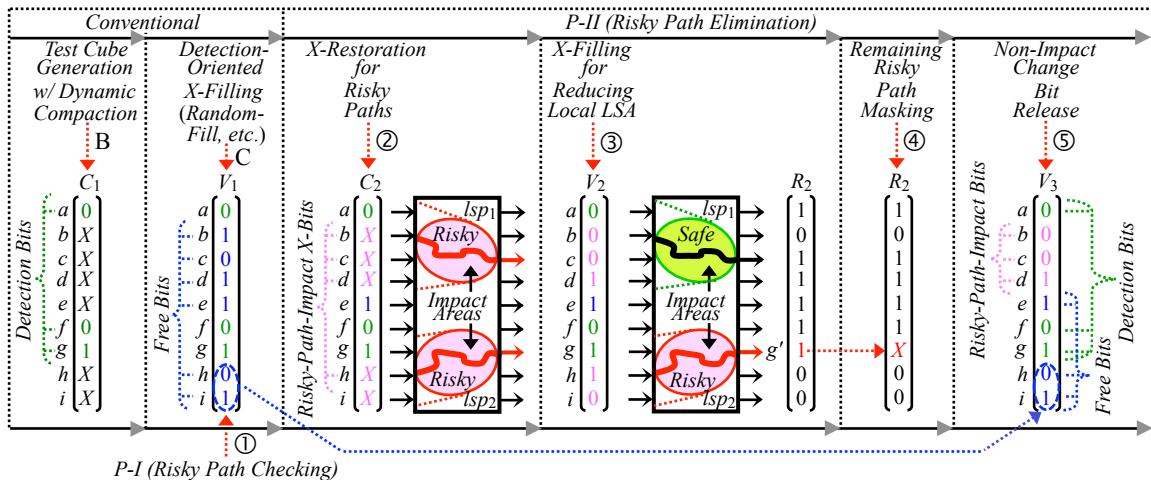 Conventional
P-II (Risky Path Elimination)
Test Cube
Generation
w/ Dynamic
Compaction
Detection-
Oriented
X-Filling
(Random-
Fill, etc.)
X-Restoration
for
Risky
Paths
X-Filling
for
Reducing
Local LSA
Remaining
Risky
Path
Masking
Non-Impact
Change
Bit
Release
B
C
②
③
④
⑤
C1
V1
C2
V2
R2
R2
V3
Detection Bits
a 0
b X
c X
d X
e X
f 0
g 1
h X
i X
Free Bits
a 0
b 1
c 0
d 1
e 1
f 0
g 1
h 0
i 1
Risky-Path-Impact X-Bits
a 0
b X
c X
d X
e 1
f 0
g 1
h X
i X
lsp1
Risky
Impact
Areas
Risky
lsp2
a 0
b 0
c 0
d 1
e 1
f 0
g 1
h 1
i 0
lsp1
Safe
Impact
Areas
Risky
lsp2
g'
1
0
1
1
1
1
1
0
0
1
0
1
1
1
1
X
0
0
Risky-Path-Impact Bits
a 0
b 0
c 0
d 1
e 1
f 0
g 1
h 0
i 1
Free Bits
Detection Bits
①
P-I (Risky Path Checking)